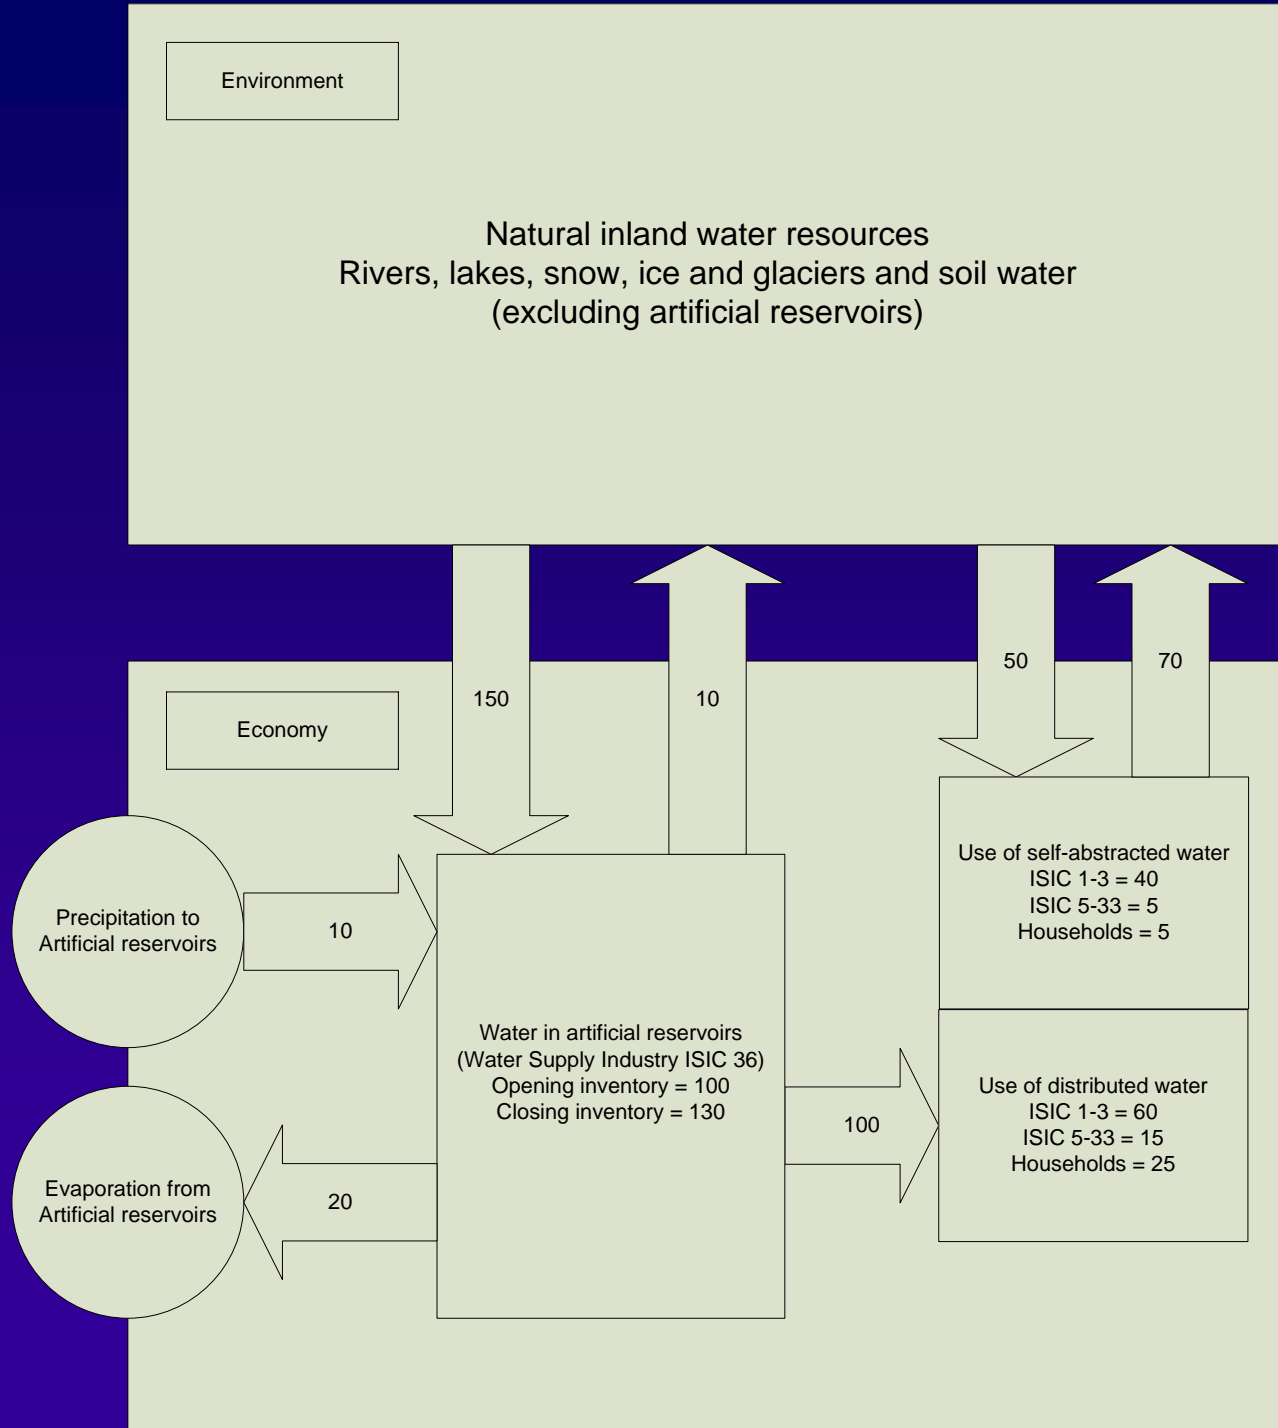 Environment
Natural inland water resources
Rivers, lakes, snow, ice and glaciers and soil water
(excluding artificial reservoirs)
50
70
150
10
Economy
Use of self-abstracted water
ISIC 1-3 = 40
ISIC 5-33 = 5
Households = 5
Precipitation to
Artificial reservoirs
10
Water in artificial reservoirs
(Water Supply Industry ISIC 36)
Opening inventory = 100
Closing inventory = 130
100
Use of distributed water
ISIC 1-3 = 60
ISIC 5-33 = 15
Households = 25
Evaporation from
Artificial reservoirs
20